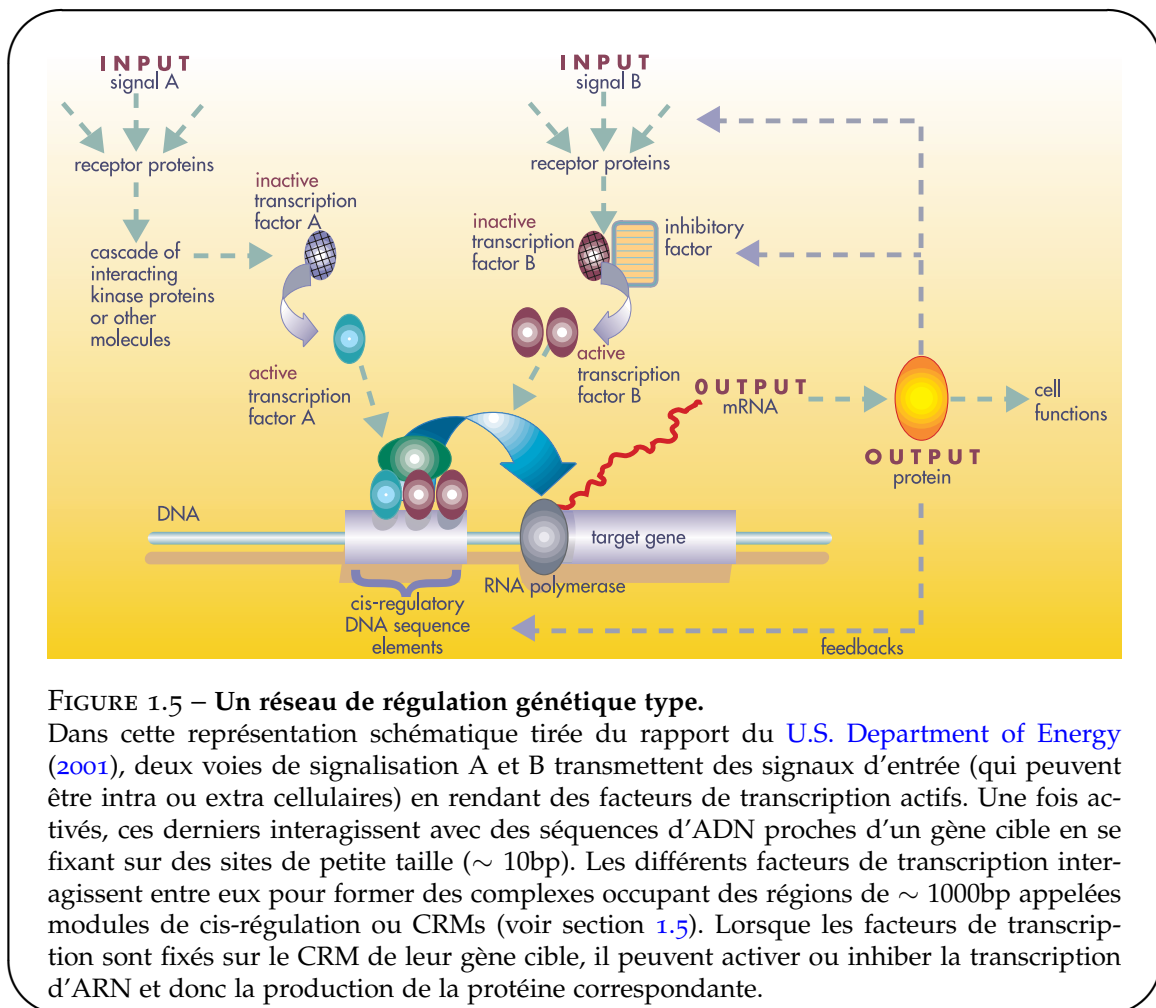 INPUT
signal A
receptor proteins
cascade of
interacting
kinase proteins
or other
molecules
inactive
transcription
factor A
active
transcription
factor A
INPUT
signal B
receptor proteins
inactive
transcription
factor B
inhibitory
factor
active
transcription
factor B
OUTPUT
mRNA
OUTPUT
protein
cell
functions
DNA
target gene
RNA polymerase
cis-regulatory
DNA sequence
elements
feedbacks
FIGURE 1.5 – Un réseau de régulation génétique type.
Dans cette représentation schématique tirée du rapport du U.S. Department of Energy
(2001), deux voies de signalisation A et B transmettent des signaux d'entrée (qui peuvent
être intra ou extra cellulaires) en rendant des facteurs de transcription actifs. Une fois ac-
tivés, ces derniers interagissent avec des séquences d'ADN proches d'un gène cible en se
fixant sur des sites de petite taille (∼ 10bp). Les différents facteurs de transcription inter-
agissent entre eux pour former des complexes occupant des régions de ∼ 1000bp appelées
modules de cis-régulation ou CRMs (voir section 1.5). Lorsque les facteurs de transcrip-
tion sont fixés sur le CRM de leur gène cible, il peuvent activer ou inhiber la transcription
d'ARN et donc la production de la protéine correspondante.